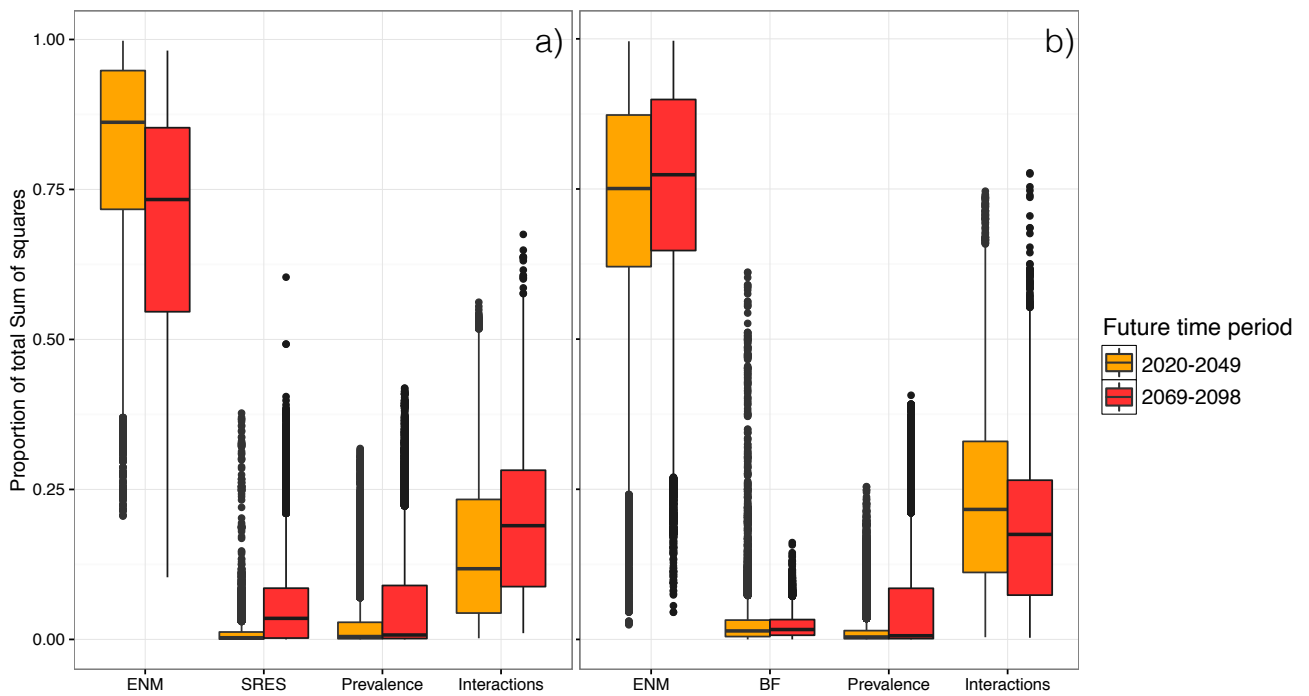 a)
b)
Proportion of total Sum of squares
1.00
0.75
0.50
0.25
0.00
ENM
SRES
Prevalence
Interactions
ENM
BF
Prevalence
Interactions
Future time period
2020-2049
2069-2098